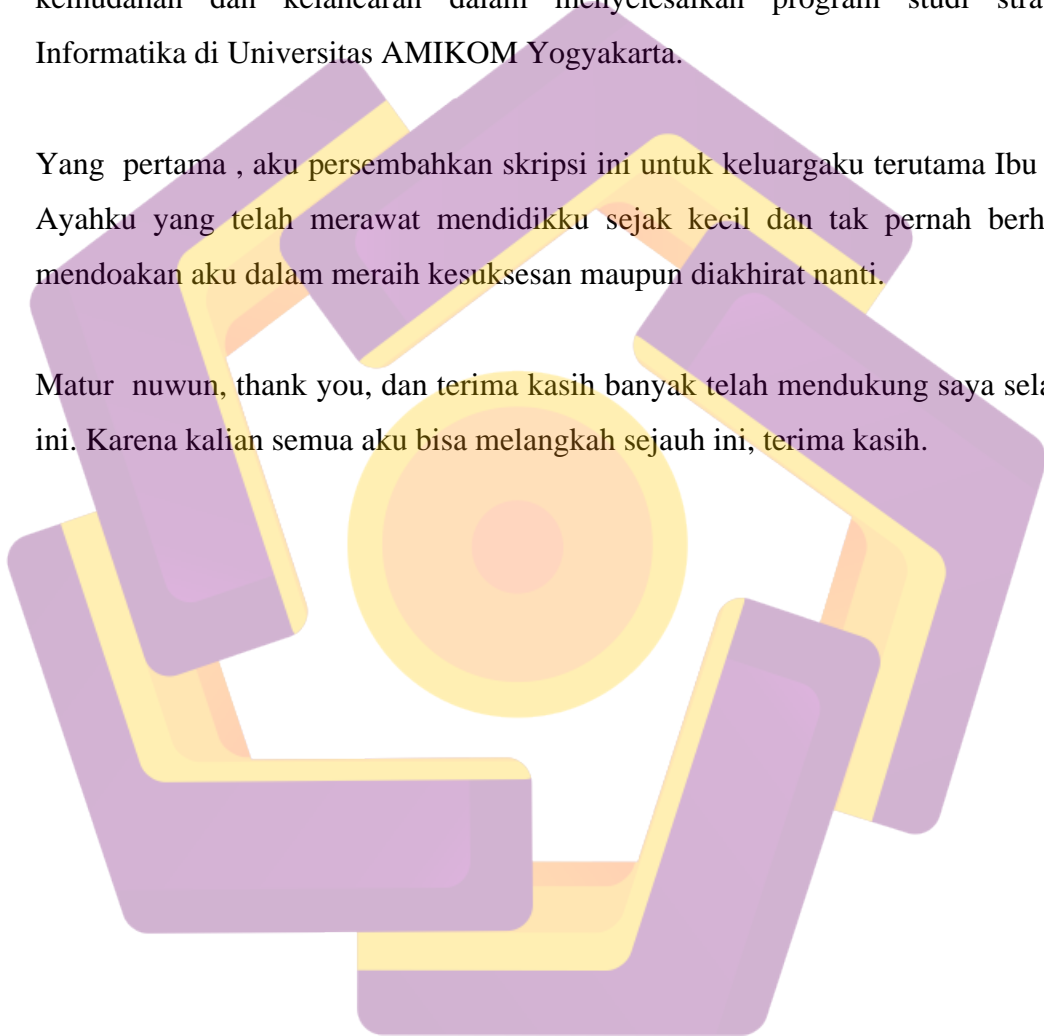 kemudahan dan kelancaran dalam menyelesaikan program studi
Informatika di Universitas AMIKOM Yogyakarta.
Yang pertama , aku persembahkan skripsi ini untuk keluargaku terutama Ibu
Ayahku yang telah merawat mendidikku sejak kecil dan tak pernah
mendoakan aku dalam meraih kesuksesan maupun diakhirat nanti.
Matur nuwun, thank you, dan terima kasih banyak telah mendukung saya
ini. Karena kalian semua aku bisa melangkah sejauh ini, terima kasih.